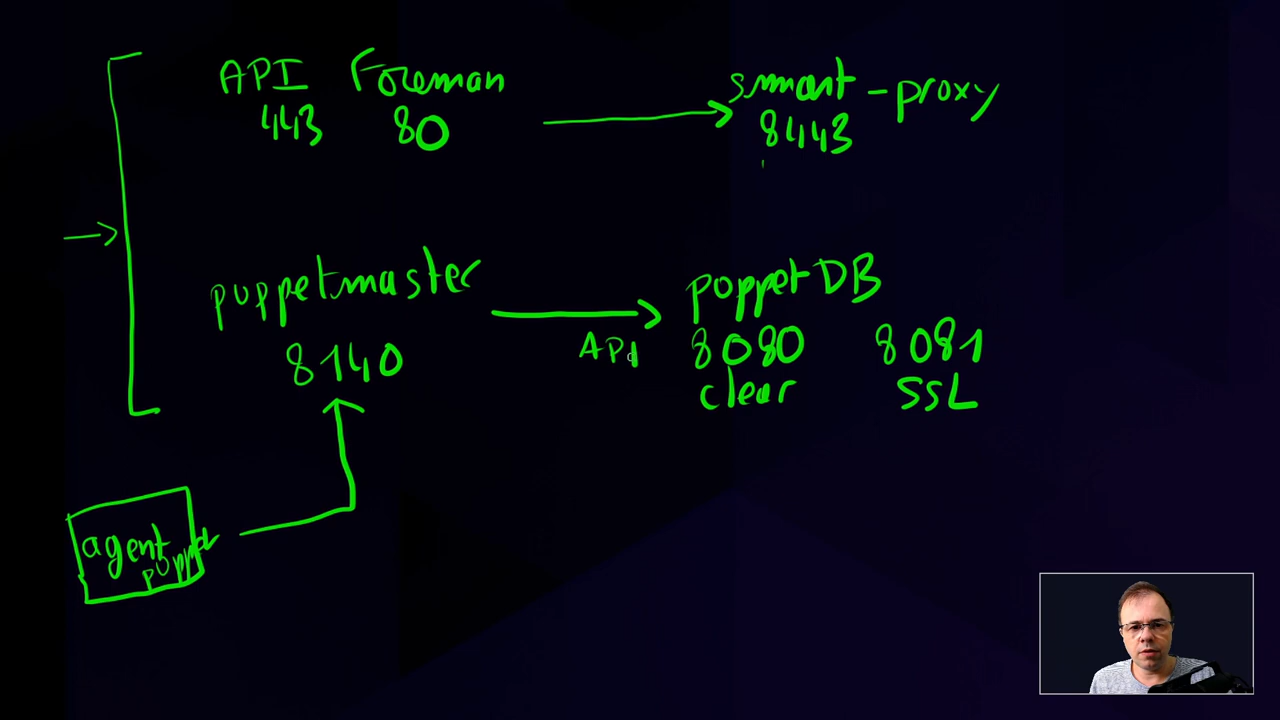 API Foreman
443 80
smart-proxy
8443
puppetmaster
8140
API
puppetDB
8080 8081
clear SSL
agent
puppet